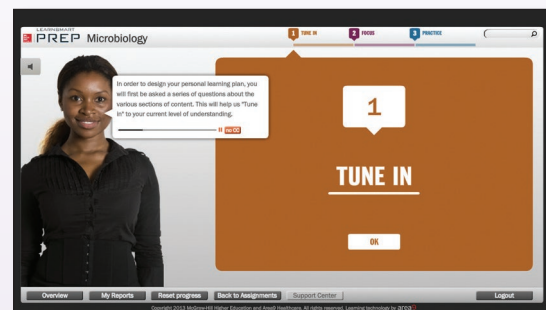 LEARNSMART
PREP Microbiology
1 TUNE IN
2 FOCUS
3 PRACTICE
In order to design your personal learning plan, you
will first be asked a series of questions about the
various sections of content. This will help us "Tune
In" to your current level of understanding.
no CC
1
TUNE IN
OK
Overview
My Reports
Reset progress
Back to Assignments
Support Center
Logout
Copyright 2013 McGraw-Hill Higher Education and Area9 Healthcare. All rights reserved. Learning technology by area9